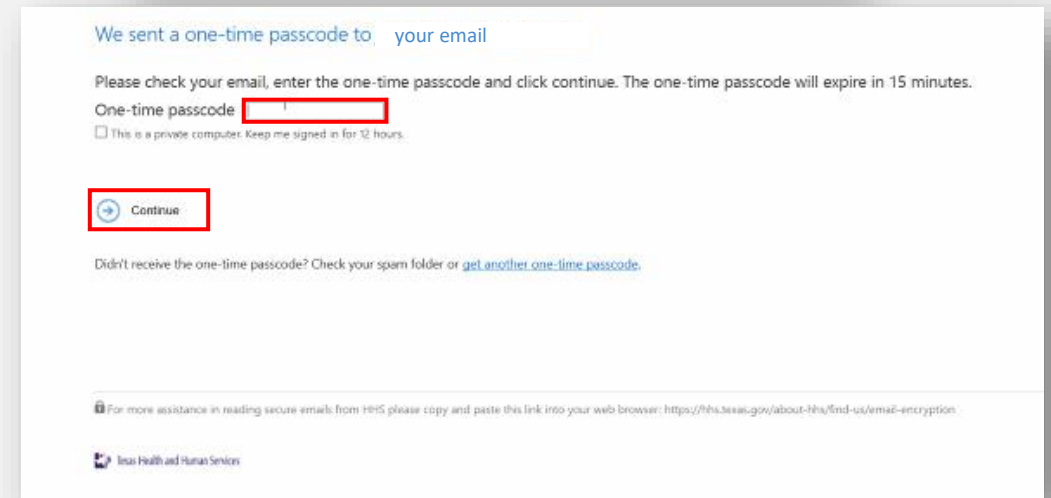 We sent a one-time passcode to your email
Please check your email, enter the one-time passcode and click continue. The one-time passcode will expire in 15 minutes.
One-time passcode
This is a private computer. Keep me signed in for 12 hours.
Continue
Didn't receive the one-time passcode? Check your spam folder or get another one-time passcode.
For more assistance in reading secure emails from HHS please copy and paste this link into your web browser: https://hhs.texas.gov/about-hhs/find-us/email-encryption
Texas Health and Human Services